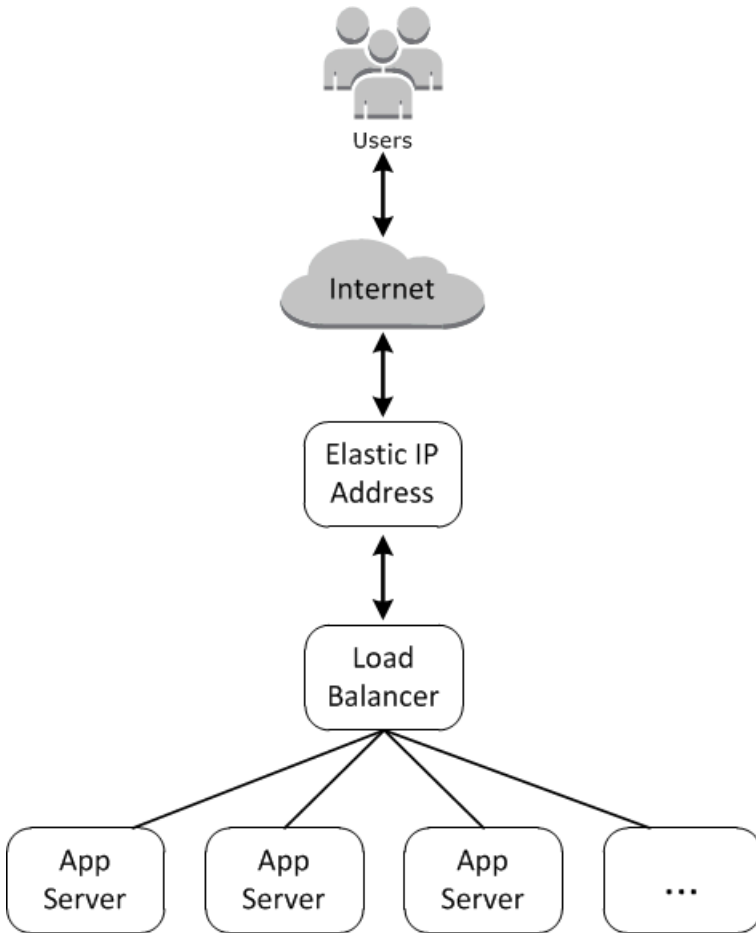 Users
Internet
Elastic IP
Address
Load
Balancer
App
Server
App
Server
App
Server
...